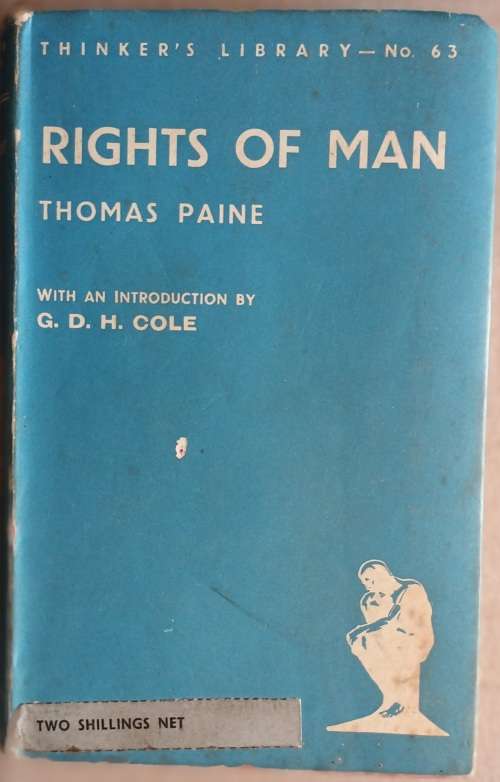 THINKER'S LIBRARY—No. 63
RIGHTS OF MAN
THOMAS PAINE
WITH AN INTRODUCTION BY
G. D. H. COLE
TWO SHILLINGS NET